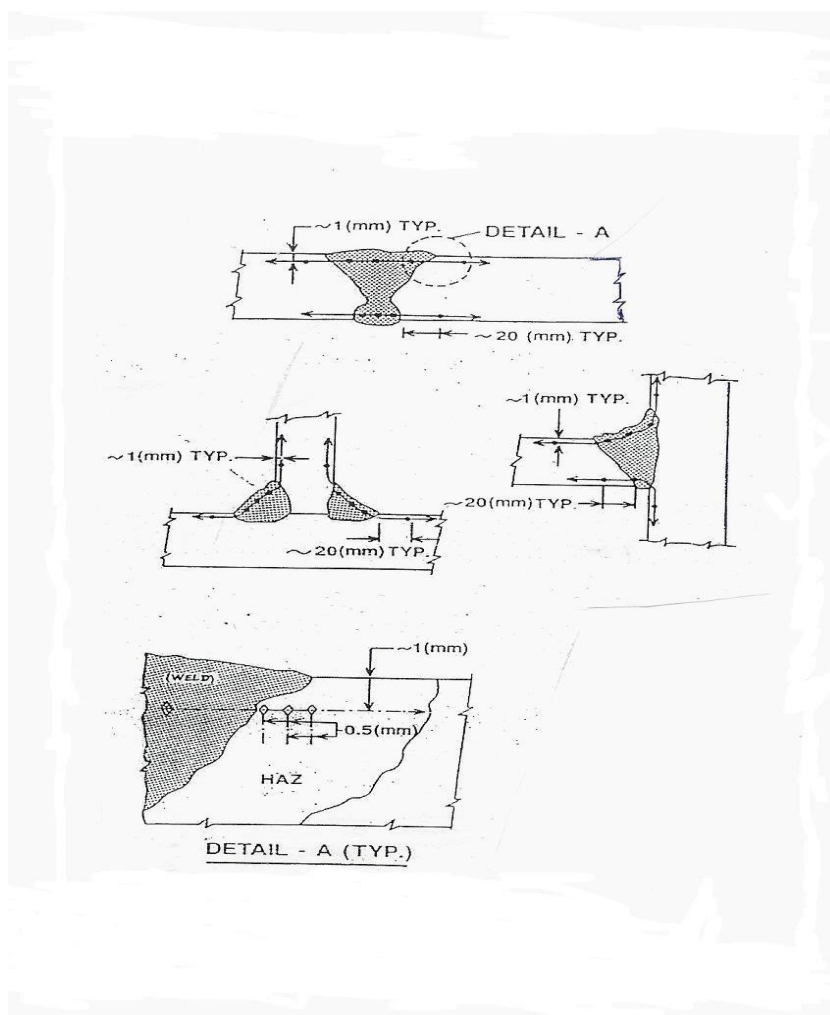 ~1(mm) TYP.
DETAIL - A
~20 (mm) TYP.
~1(mm) TYP.
~1(mm) TYP.
~20(mm) TYP.
~20(mm) TYP.
~1(mm)
(WELD)
0.5(mm)
HAZ
DETAIL - A (TYP.)